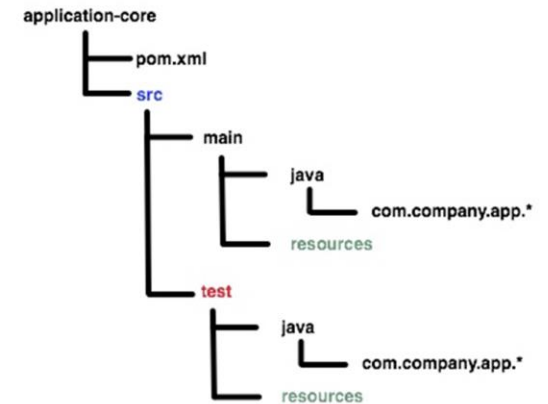 application-core
pom.xml
src
main
java
com.company.app.*
resources
test
java
com.company.app.*
resources